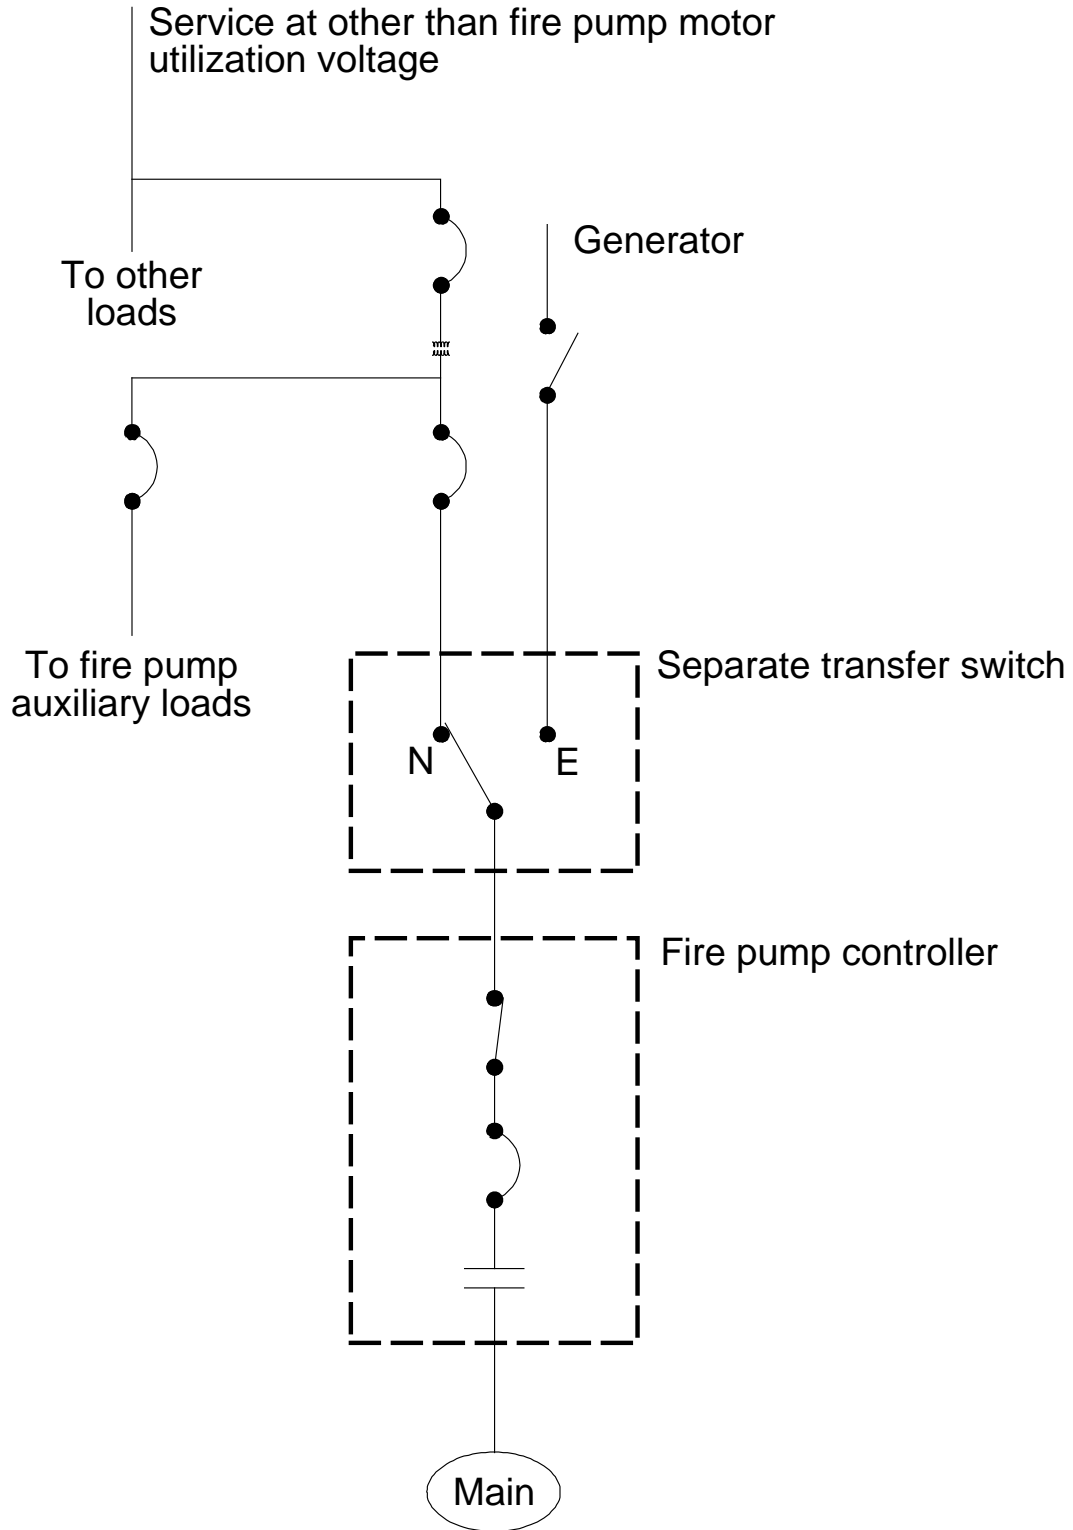 Service at other than fire pump motor
utilization voltage
Generator
To other
loads
To fire pump
auxiliary loads
Separate transfer switch
N
E
Fire pump controller
Main